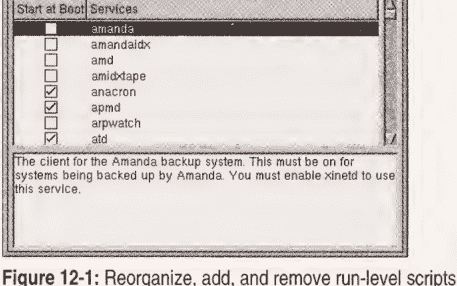 Start at Boot Services
amanda
amandaidx
amd
amidxtape
anacron
apmd
arpwatch
atd
The client for the Amanda backup system. This must be on for
systems being backed up by Amanda. You must enable xinetd to use
this service.
Figure 12-1: Reorganize, add, and remove run-level scripts